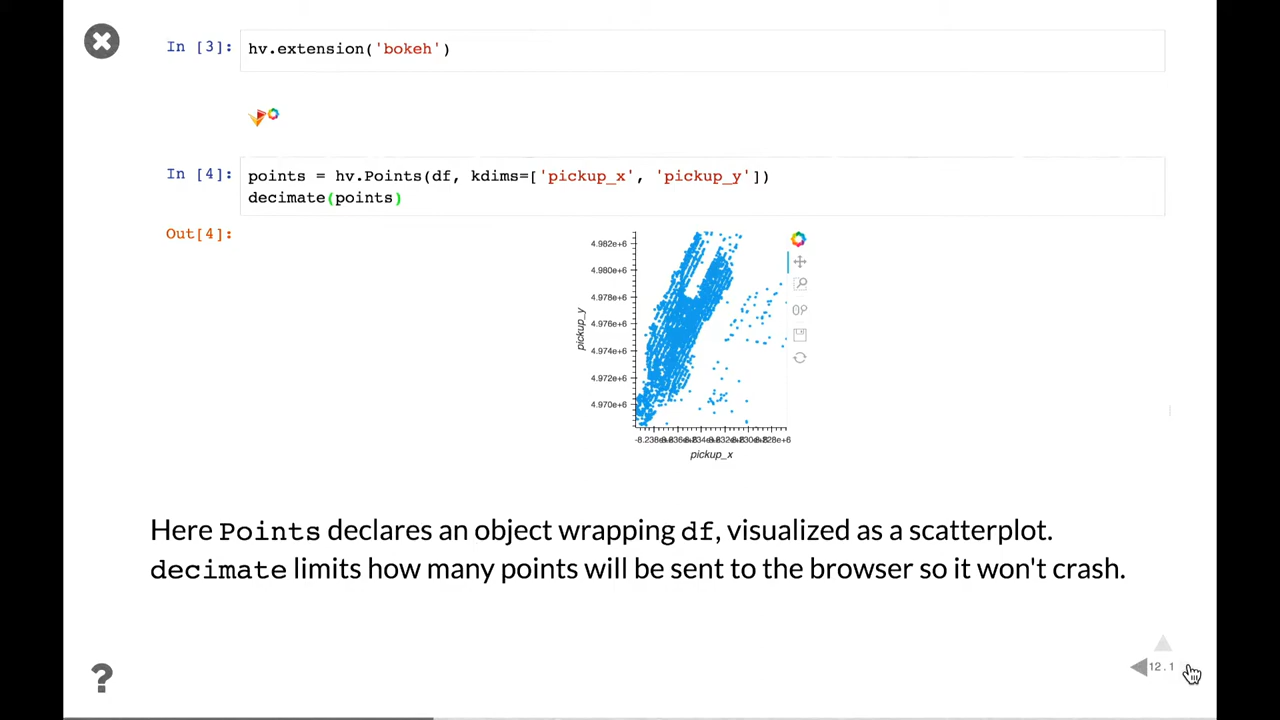 In [3]: hv.extension('bokeh')
In [4]: points = hv.Points(df, kdims=['pickup_x', 'pickup_y'])
decimate(points)
Out[4]:
4.982e+6
4.980e+6
4.978e+6
4.976e+6
4.974e+6
4.972e+6
4.970e+6
pickup_y
pickup_x
Here Points declares an object wrapping df, visualized as a scatterplot.
decimate limits how many points will be sent to the browser so it won't crash.
12.1
?